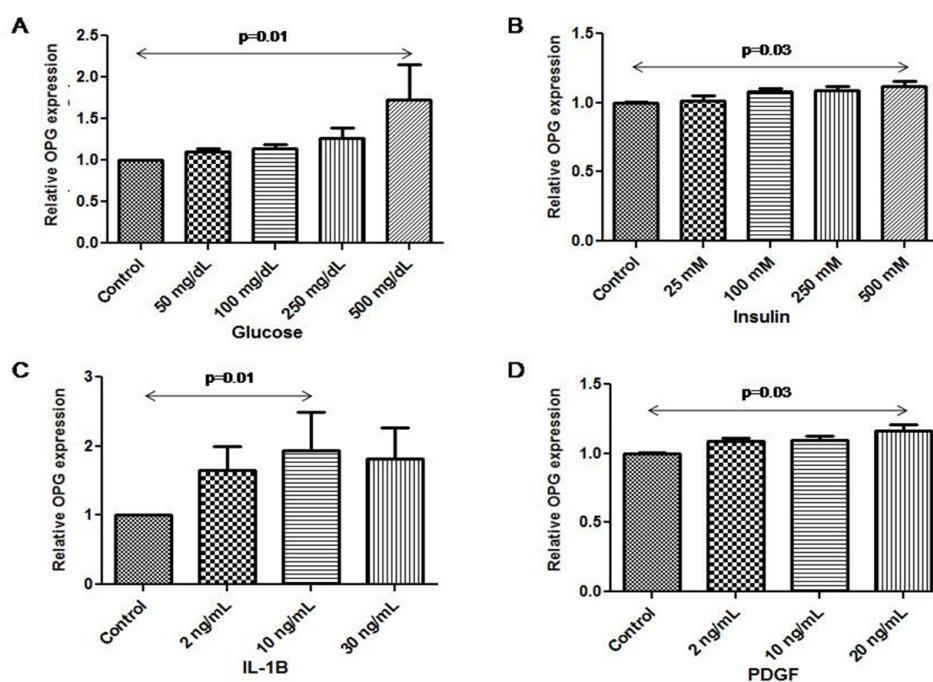 A
p=0.01
Relative OPG expression
2.5
2.0
1.5
1.0
0.5
0.0
Control
50 mg/dL
100 mg/dL
250 mg/dL
500 mg/dL
Glucose
B
p=0.03
Relative OPG expression
1.5
1.0
0.5
0.0
Control
25 mM
100 mM
250 mM
500 mM
Insulin
C
p=0.01
Relative OPG expression
3
2
1
0
Control
2 ng/mL
10 ng/mL
30 ng/mL
IL-1B
D
p=0.03
Relative OPG expression
1.5
1.0
0.5
0.0
Control
2 ng/mL
10 ng/mL
20 ng/mL
PDGF